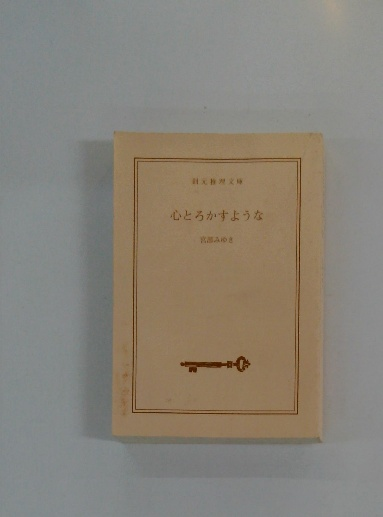 創元推理文庫
心とろかすような
宮部みゆき